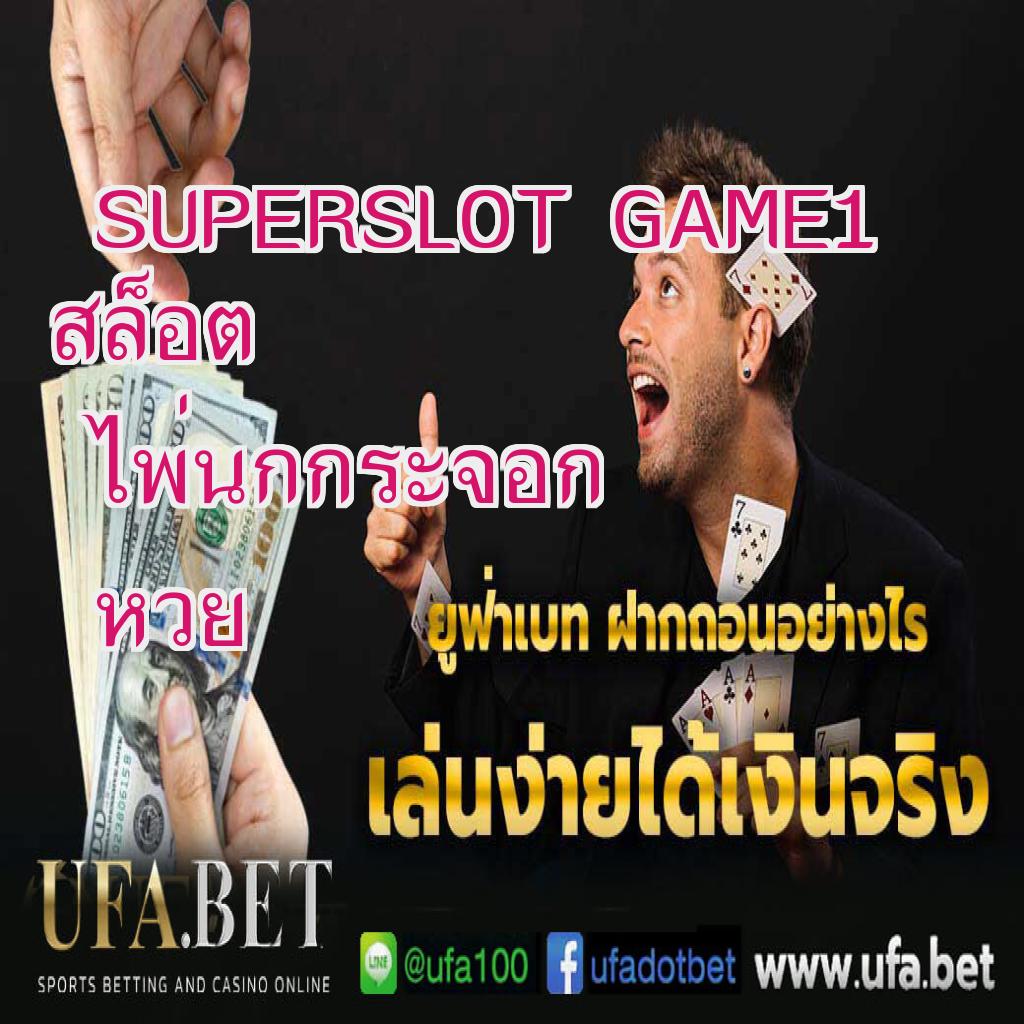 SUPERSLOT GAME1
สล็อต
ไพ่นกกระจอก
หวย
ยูฟ่าเบท ฝากถอนอย่างไร
เล่นง่ายได้เงินจริง
UFA.BET
SPORTS BETTING AND CASINO ONLINE
LINE @ufa100 f ufadotbet www.ufa.bet